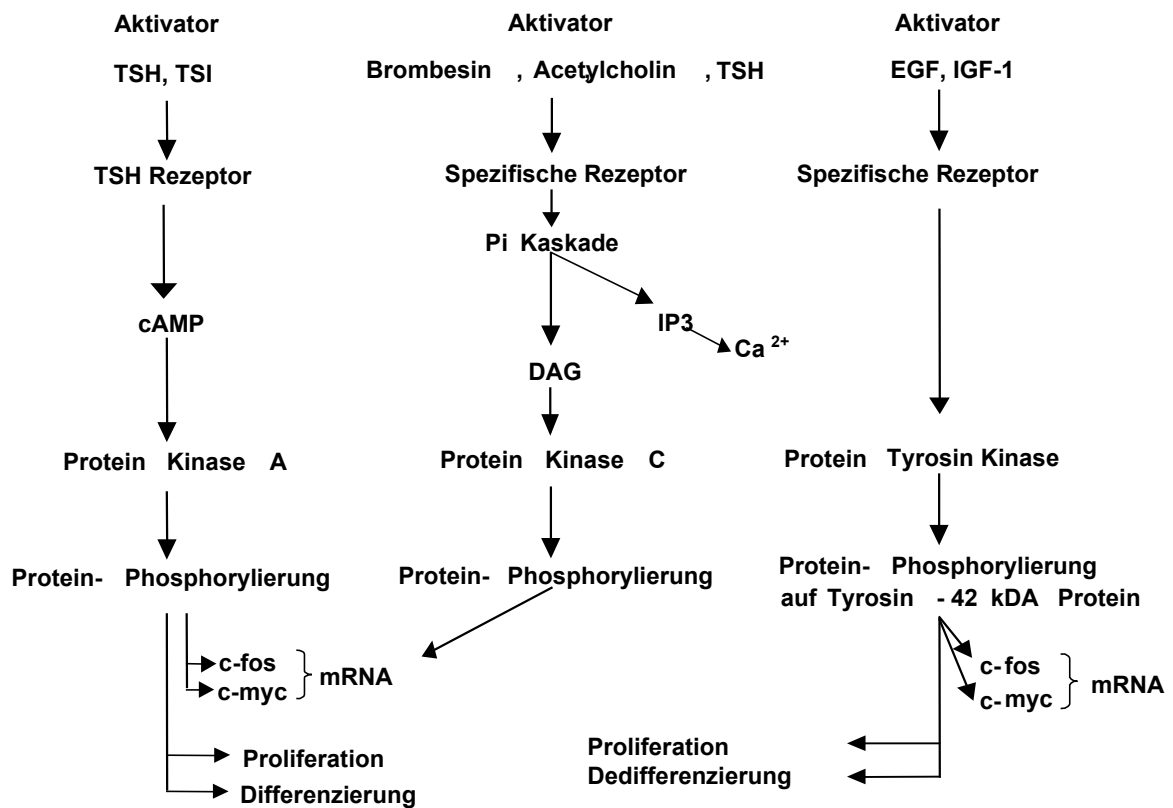 Aktivator
TSH, TSI
TSH Rezeptor
cAMP
Protein Kinase A
Protein- Phosphorylierung
c-fos
c-myc
mRNA
Proliferation
Differenzierung
Aktivator
Brombesin , Acetylcholin , TSH
Spezifische Rezeptor
Pi Kaskade
IP3
Ca 2+
DAG
Protein Kinase C
Protein- Phosphorylierung
Aktivator
EGF, IGF-1
Spezifische Rezeptor
Protein Tyrosin Kinase
Protein- Phosphorylierung
auf Tyrosin - 42 kDA Protein
c-fos
c- myc
mRNA
Proliferation
Dedifferenzierung